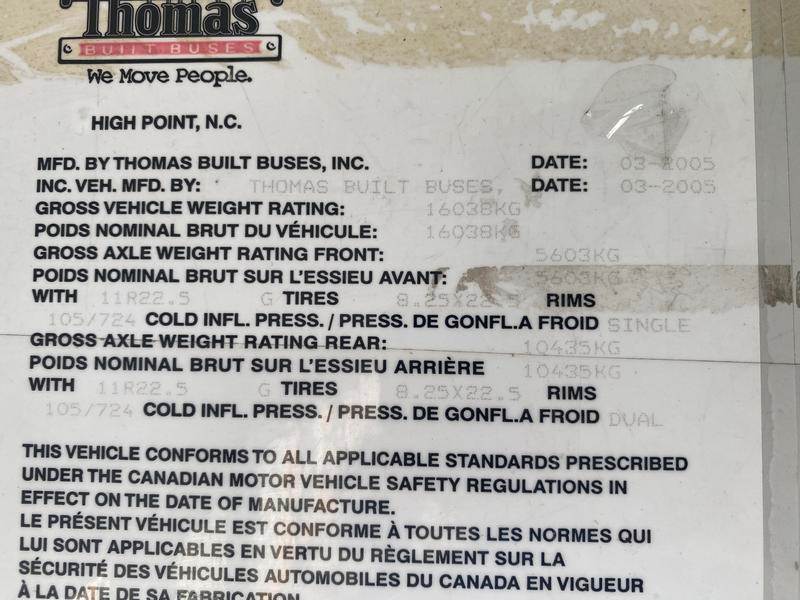 Thomas
BUILT BUSES
We Move People.
HIGH POINT, N.C.
MFD. BY THOMAS BUILT BUSES, INC. DATE: 03-2005
INC. VEH. MFD. BY: THOMAS BUILT BUSES, DATE: 03-2005
GROSS VEHICLE WEIGHT RATING: 16038KG
POIDS NOMINAL BRUT DU VÉHICULE: 16038KG
GROSS AXLE WEIGHT RATING FRONT: 5603KG
POIDS NOMINAL BRUT SUR L'ESSIEU AVANT: 5603KG
WITH 11R22.5 G TIRES 8.25X22.5 RIMS
105/724 COLD INFL. PRESS. / PRESS. DE GONFL.A FROID SINGLE
GROSS AXLE WEIGHT RATING REAR: 10435KG
POIDS NOMINAL BRUT SUR L'ESSIEU ARRIÈRE 10435KG
WITH 11R22.5 G TIRES 8.25X22.5 RIMS
105/724 COLD INFL. PRESS. / PRESS. DE GONFL.A FROID DUAL
THIS VEHICLE CONFORMS TO ALL APPLICABLE STANDARDS PRESCRIBED
UNDER THE CANADIAN MOTOR VEHICLE SAFETY REGULATIONS IN
EFFECT ON THE DATE OF MANUFACTURE.
LE PRÉSENT VÉHICULE EST CONFORME À TOUTES LES NORMES QUI
LUI SONT APPLICABLES EN VERTU DU RÈGLEMENT SUR LA
SÉCURITÉ DES VÉHICULES AUTOMOBILES DU CANADA EN VIGUEUR
À LA DATE DE SA FABRICATION.